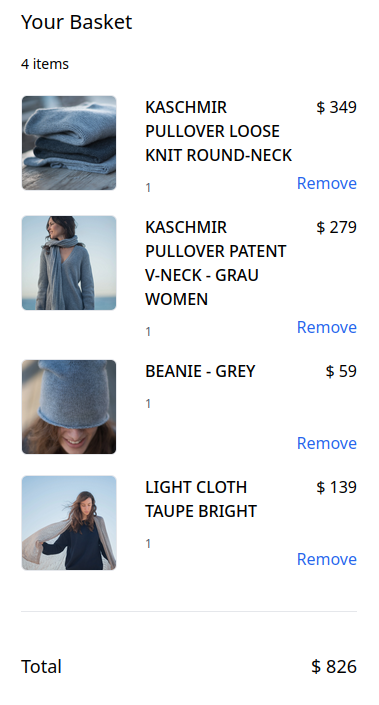 Your Basket
4 items
KASCHMIR $ 349
PULLOVER LOOSE
KNIT ROUND-NECK
1 Remove
KASCHMIR $ 279
PULLOVER PATENT
V-NECK - GRAU
WOMEN
1 Remove
BEANIE - GREY $ 59
1
Remove
LIGHT CLOTH $ 139
TAUPE BRIGHT
1
Remove
Total $ 826